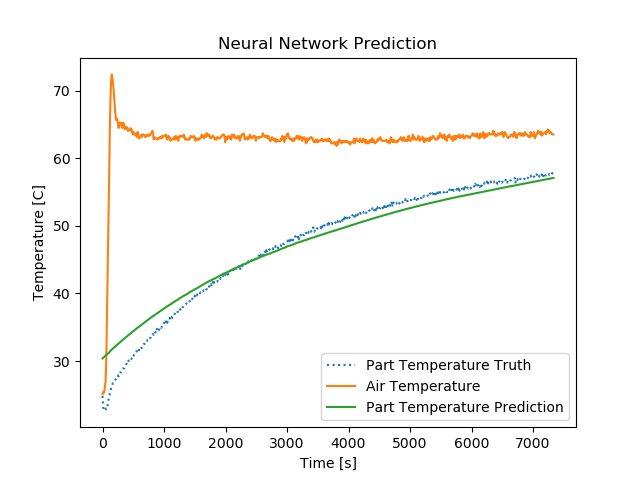 Neural Network Prediction
Temperature [C]
70
60
50
40
30
0 1000 2000 3000 4000 5000 6000 7000
Time [s]
Part Temperature Truth
Air Temperature
Part Temperature Prediction